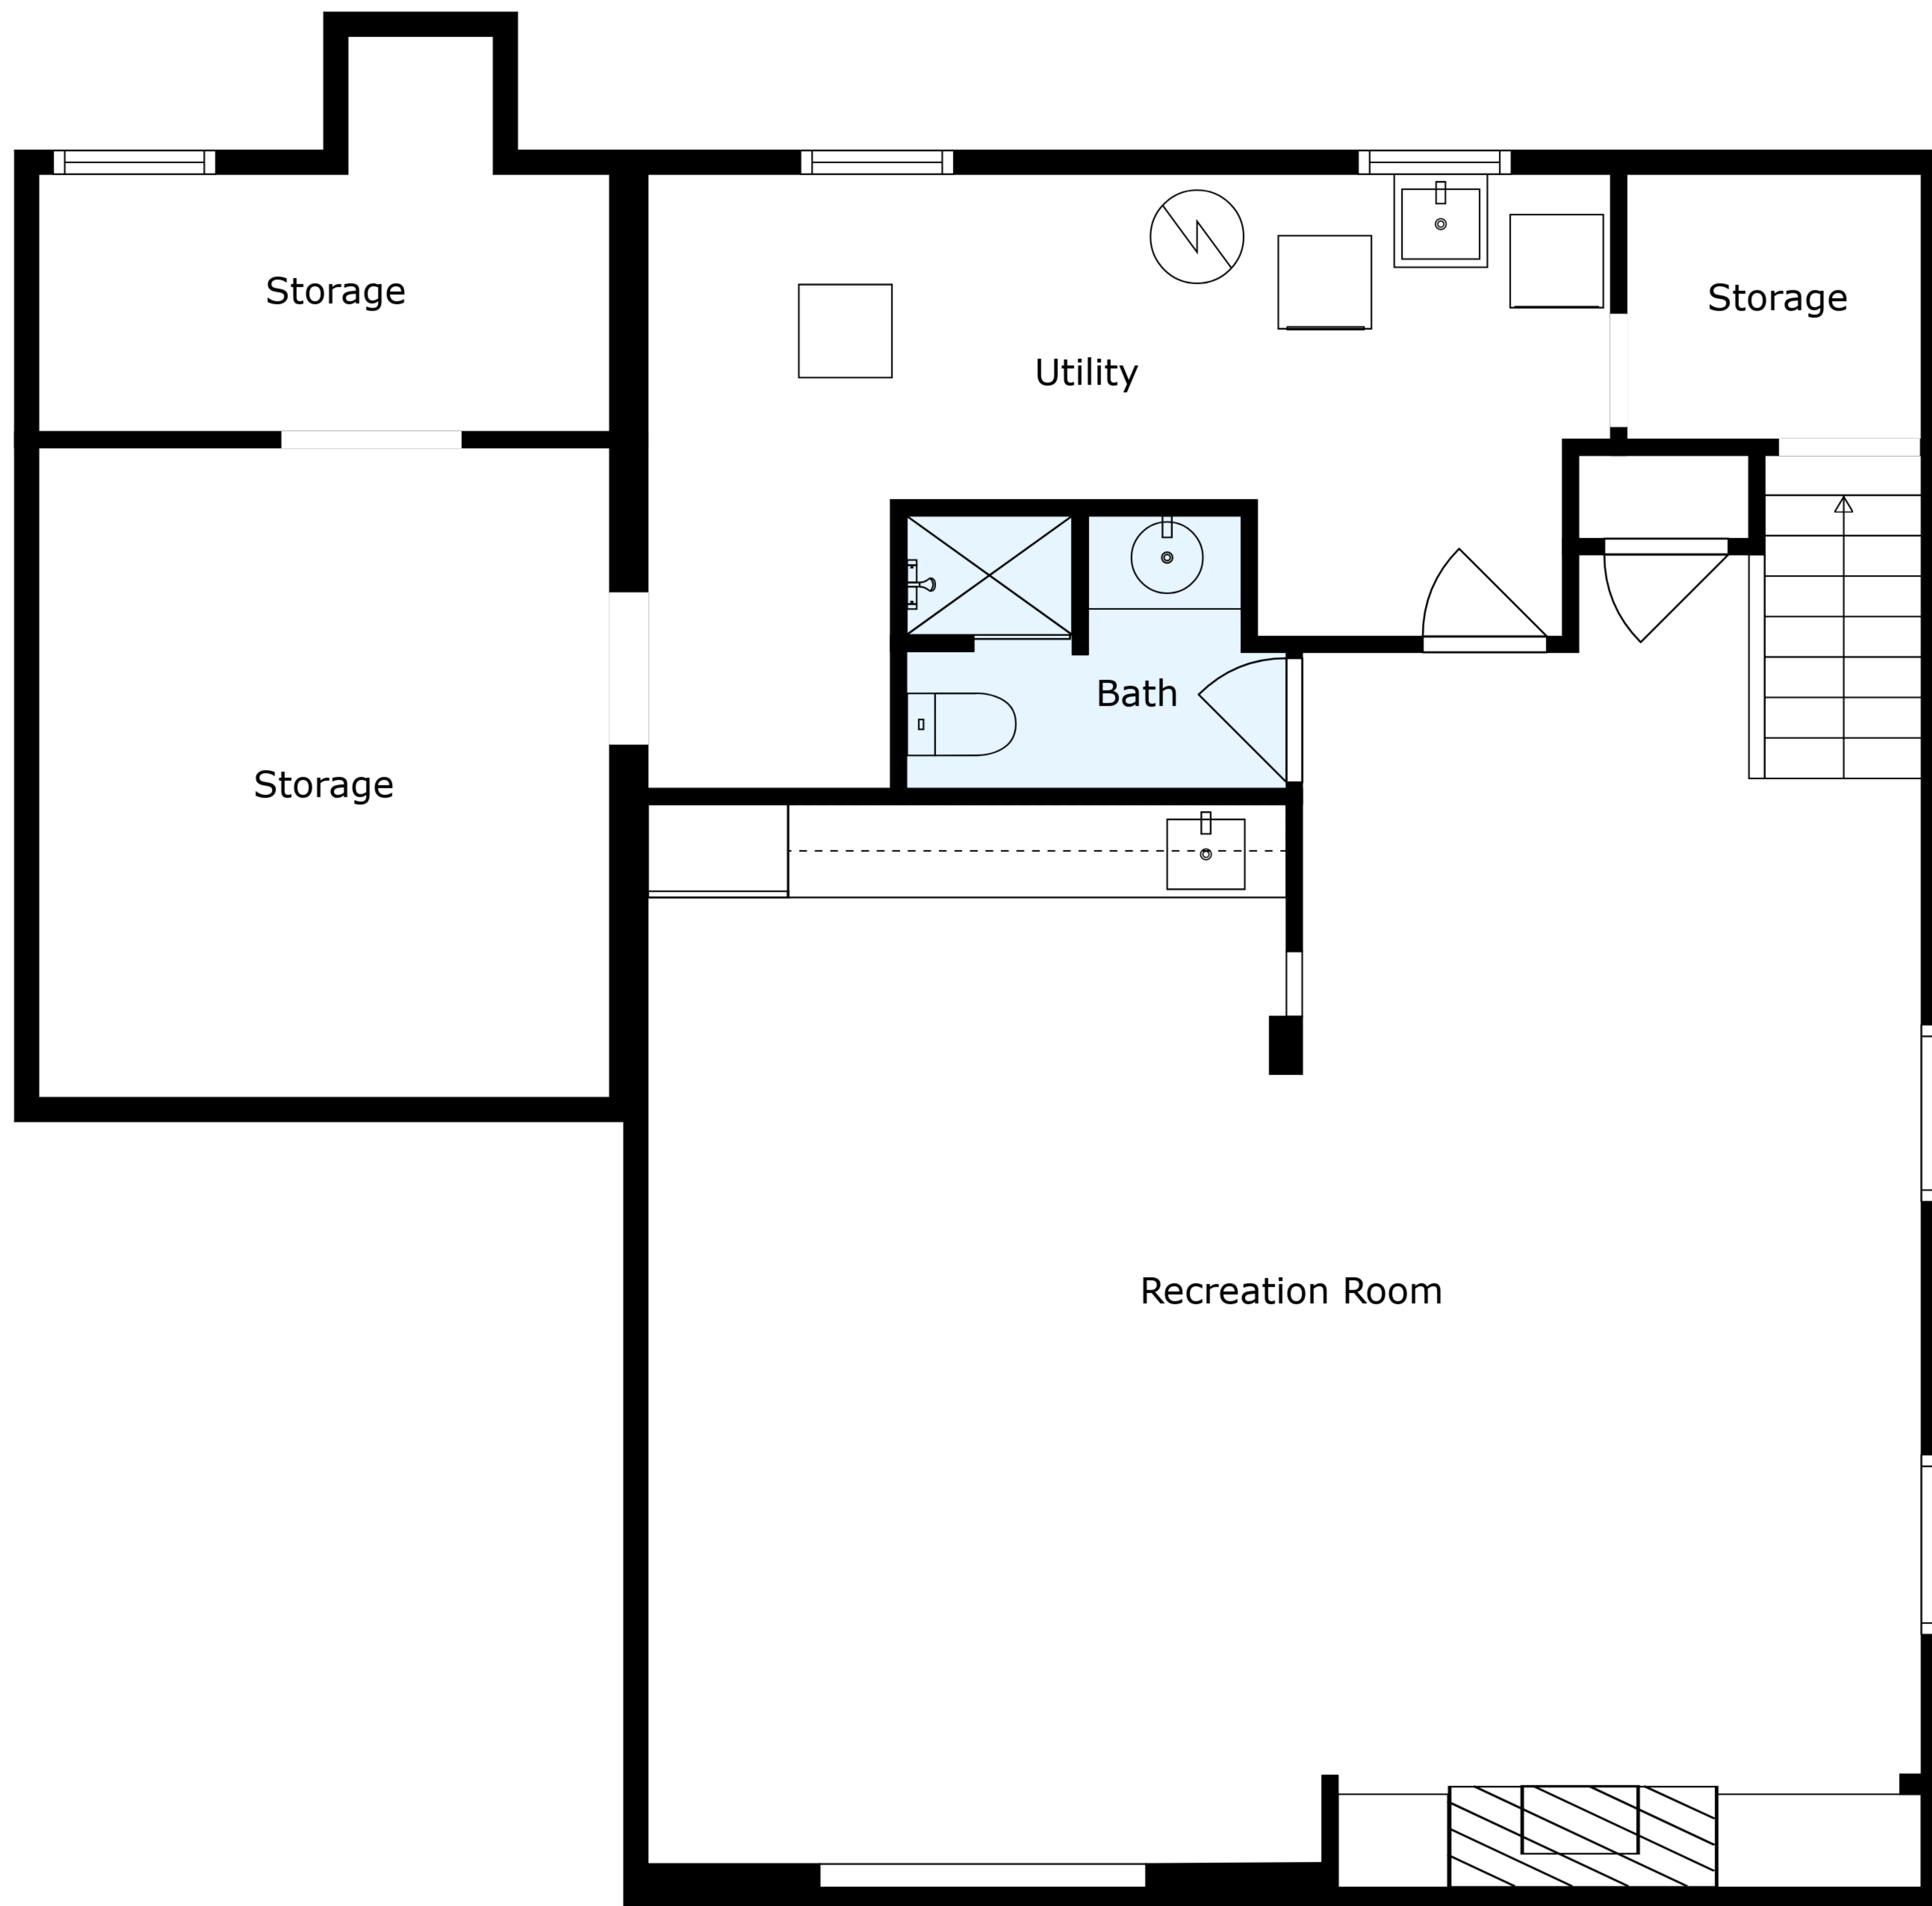 Storage
Storage
Utility
Bath
Storage
Recreation Room